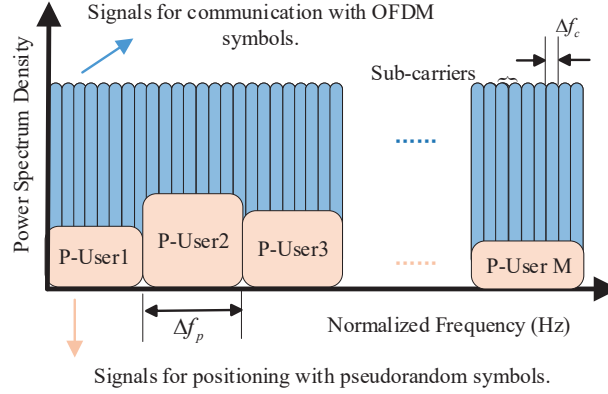 Signals for communication with OFDM
symbols.
Δf_c
Sub-carriers
Power Spectrum Density
......
P-User1
P-User2
P-User3
......
P-User M
Δf_p
Normalized Frequency (Hz)
Signals for positioning with pseudorandom symbols.